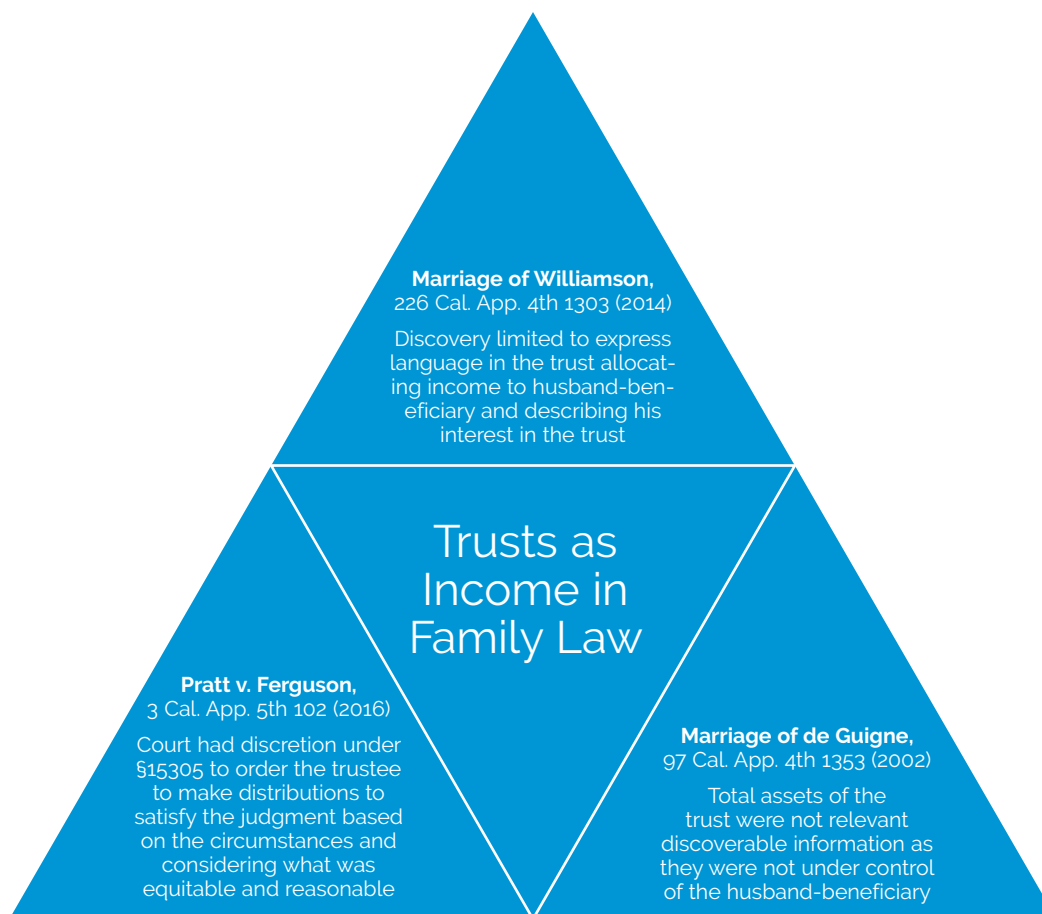 Marriage of Williamson,
226 Cal. App. 4th 1303 (2014)
Discovery limited to express
language in the trust allocat-
ing income to husband-ben-
eficiary and describing his
interest in the trust
Trusts as
Income in
Family Law
Pratt v. Ferguson,
3 Cal. App. 5th 102 (2016)
Court had discretion under
§15305 to order the trustee
to make distributions to
satisfy the judgment based
on the circumstances and
considering what was
equitable and reasonable
Marriage of de Guigne,
97 Cal. App. 4th 1353 (2002)
Total assets of the
trust were not relevant
discoverable information as
they were not under control
of the husband-beneficiary